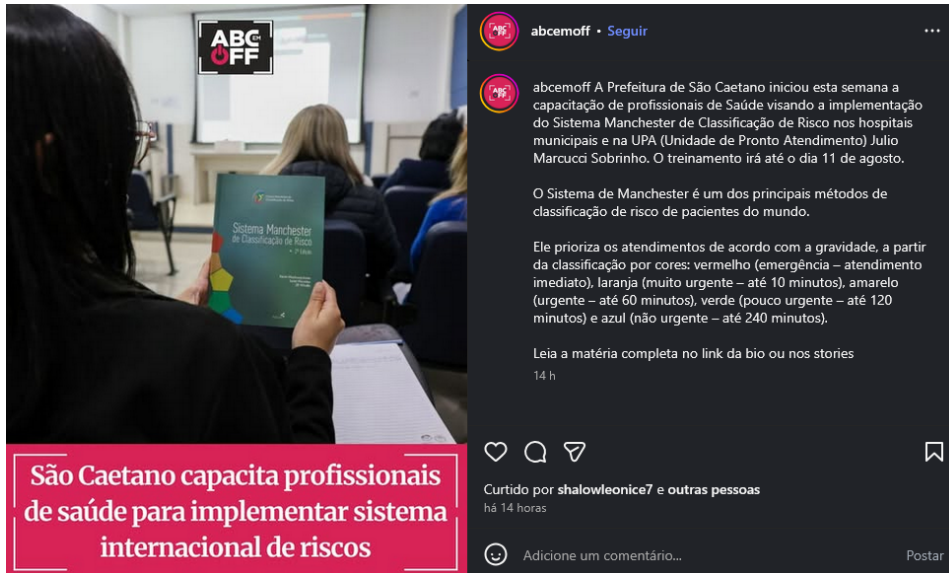 ABC EM
OFF
Sistema Manchester
de Classificação de Risco
São Caetano capacita profissionais
de saúde para implementar sistema
internacional de riscos
abcemoff • Seguir
abcemoff A Prefeitura de São Caetano iniciou esta semana a
capacitação de profissionais de Saúde visando a implementação
do Sistema Manchester de Classificação de Risco nos hospitais
municipais e na UPA (Unidade de Pronto Atendimento) Julio
Marcucci Sobrinho. O treinamento irá até o dia 11 de agosto.
O Sistema de Manchester é um dos principais métodos de
classificação de risco de pacientes do mundo.
Ele prioriza os atendimentos de acordo com a gravidade, a partir
da classificação por cores: vermelho (emergência – atendimento
imediato), laranja (muito urgente – até 10 minutos), amarelo
(urgente – até 60 minutos), verde (pouco urgente – até 120
minutos) e azul (não urgente – até 240 minutos).
Leia a matéria completa no link da bio ou nos stories
14 h
Curtido por shalowleonice7 e outras pessoas
há 14 horas
Adicione um comentário...
Postar